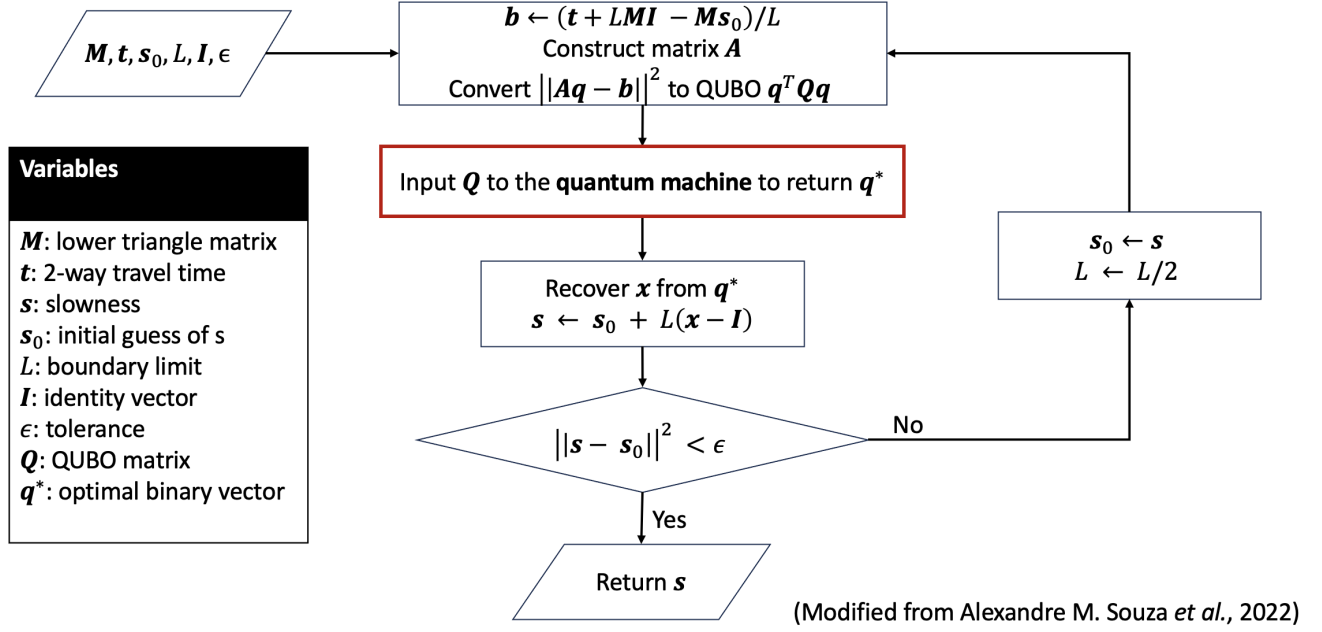 M, t, s₀, L, I, ϵ
b ← (t + LMI − Ms₀)/L
Construct matrix A
Convert ||Aq − b||² to QUBO qᵀQq
Input Q to the quantum machine to return q*
Recover x from q*
s ← s₀ + L(x − I)
||s − s₀||² < ϵ
No
s₀ ← s
L ← L/2
Yes
Return s
Variables
M: lower triangle matrix
t: 2-way travel time
s: slowness
s₀: initial guess of s
L: boundary limit
I: identity vector
ϵ: tolerance
Q: QUBO matrix
q*: optimal binary vector
(Modified from Alexandre M. Souza et al., 2022)